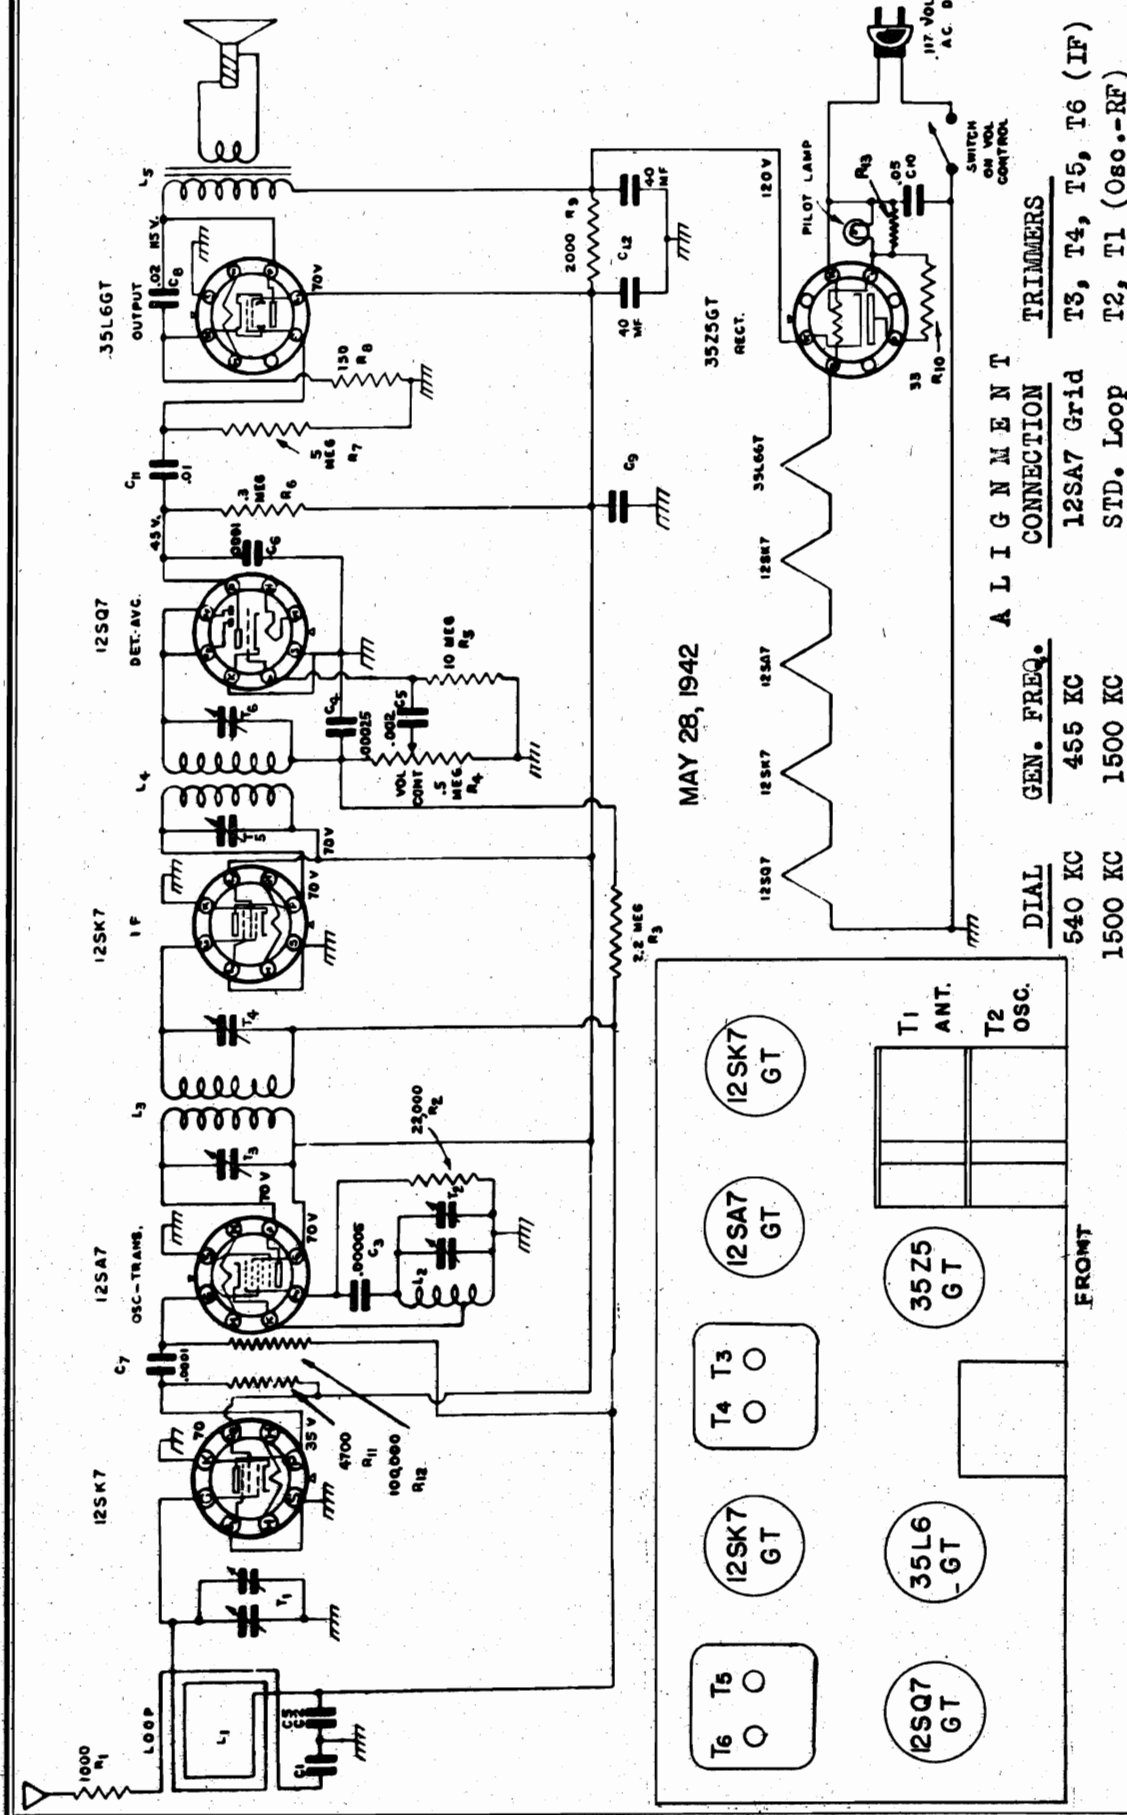 1000
R1
LOOP
L1
C1
T1
12SK7
70
35 V
4700
R11
100,000
R12
C7
.0001
12SA7
OSC-TRANS.
70 V
70 V
.00005
C3
L2
T2
22,000
R2
T3
L3
T4
12SK7
I F
70 V
70 V
T5
L4
T6
2.2 MEG
R3
12SQ7
DET.-AVC.
C4
.00025
.002
C5
VOL
CONT
.5
MEG
R4
10 MEG
R5
.0001
C6
45 V.
.3
MEG
R6
C11
.01
.5
MEG
R7
150
R8
35L6GT
OUTPUT
.02
C8
115 V.
70V
L5
2000 R9
C12
40
MF
40
MF
C9
120V
35Z5GT
RECT.
PILOT LAMP
R13
.05
C10
33
R10
SWITCH
ON VOL
CONTROL
.117 VOL
A.C. D
12SQ7
12SK7
12SA7
12SK7
35L6GT
MAY 28, 1942
T6 T5
T4 T3
12SK7
GT
12SA7
GT
12SK7
GT
12SQ7
GT
35L6
GT
35Z5
GT
T1
ANT.
T2
OSC.
FRONT
ALIGNMENT
DIAL GEN. FREQ. CONNECTION TRIMMERS
540 KC 455 KC 12SA7 Grid T3, T4, T5, T6 (IF)
1500 KC 1500 KC STD. Loop T2, T1 (Osc.-RF)